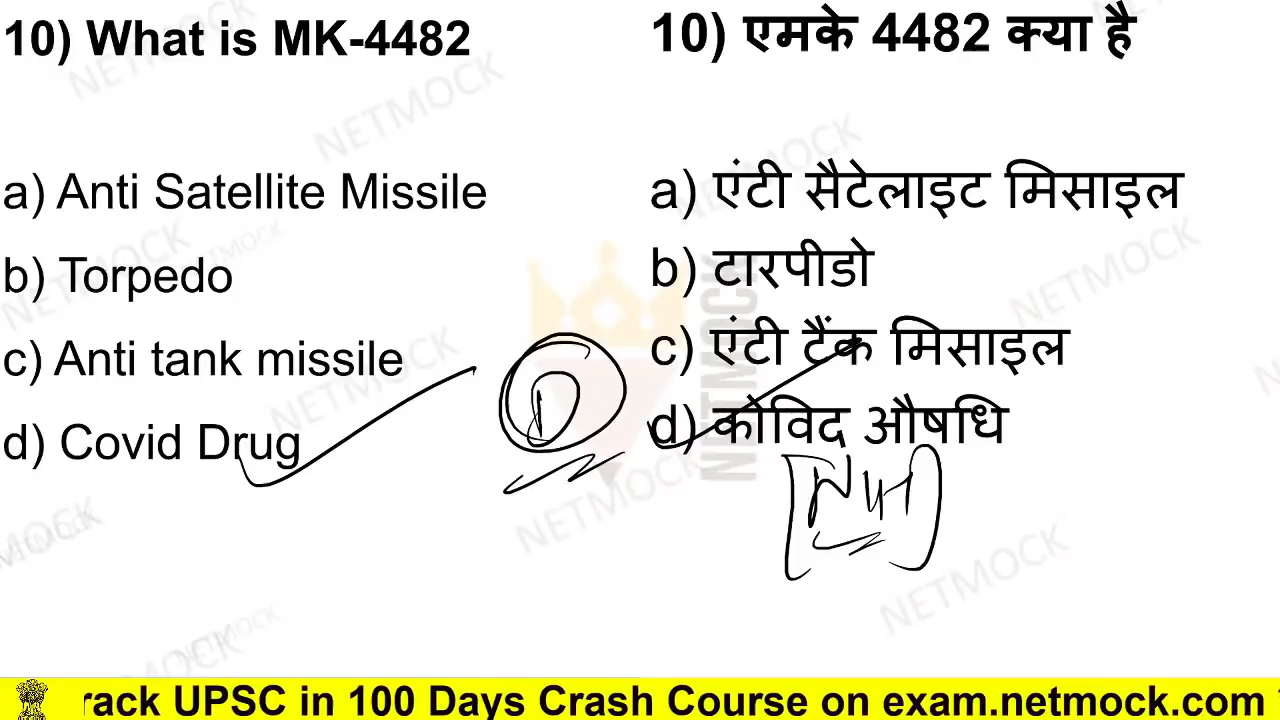 10) What is MK-4482
a) Anti Satellite Missile
b) Torpedo
c) Anti tank missile
d) Covid Drug
10) एमके 4482 क्या है
a) एंटी सैटेलाइट मिसाइल
b) टारपीडो
c) एंटी टैंक मिसाइल
d) कोविद औषधि
D
NETMOCK
rack UPSC in 100 Days Crash Course on exam.netmock.com